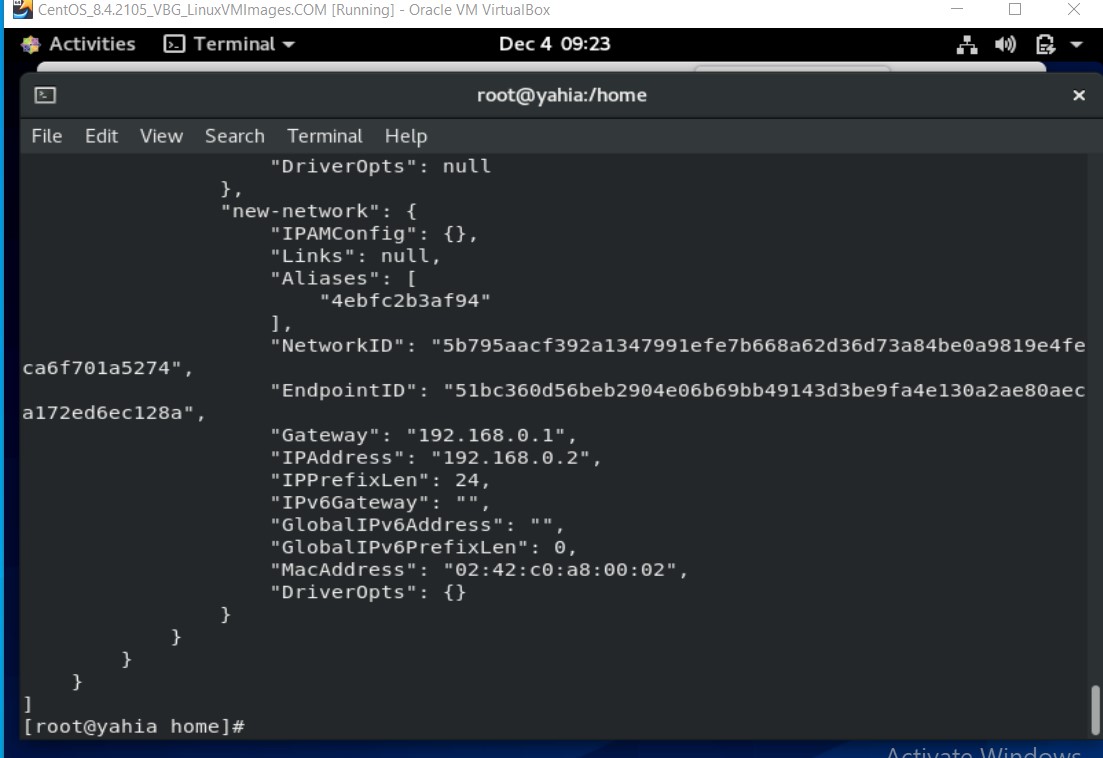 CentOS_8.4.2105_VBG_LinuxVMImages.COM [Running] - Oracle VM VirtualBox
Activities Terminal Dec 4 09:23
root@yahia:/home
File Edit View Search Terminal Help
"DriverOpts": null
},
"new-network": {
"IPAMConfig": {},
"Links": null,
"Aliases": [
"4ebfc2b3af94"
],
"NetworkID": "5b795aacf392a1347991efe7b668a62d36d73a84be0a9819e4fe
ca6f701a5274",
"EndpointID": "51bc360d56beb2904e06b69bb49143d3be9fa4e130a2ae80aec
a172ed6ec128a",
"Gateway": "192.168.0.1",
"IPAddress": "192.168.0.2",
"IPPrefixLen": 24,
"IPv6Gateway": "",
"GlobalIPv6Address": "",
"GlobalIPv6PrefixLen": 0,
"MacAddress": "02:42:c0:a8:00:02",
"DriverOpts": {}
}
}
}
}
]
[root@yahia home]#
Activate Windows